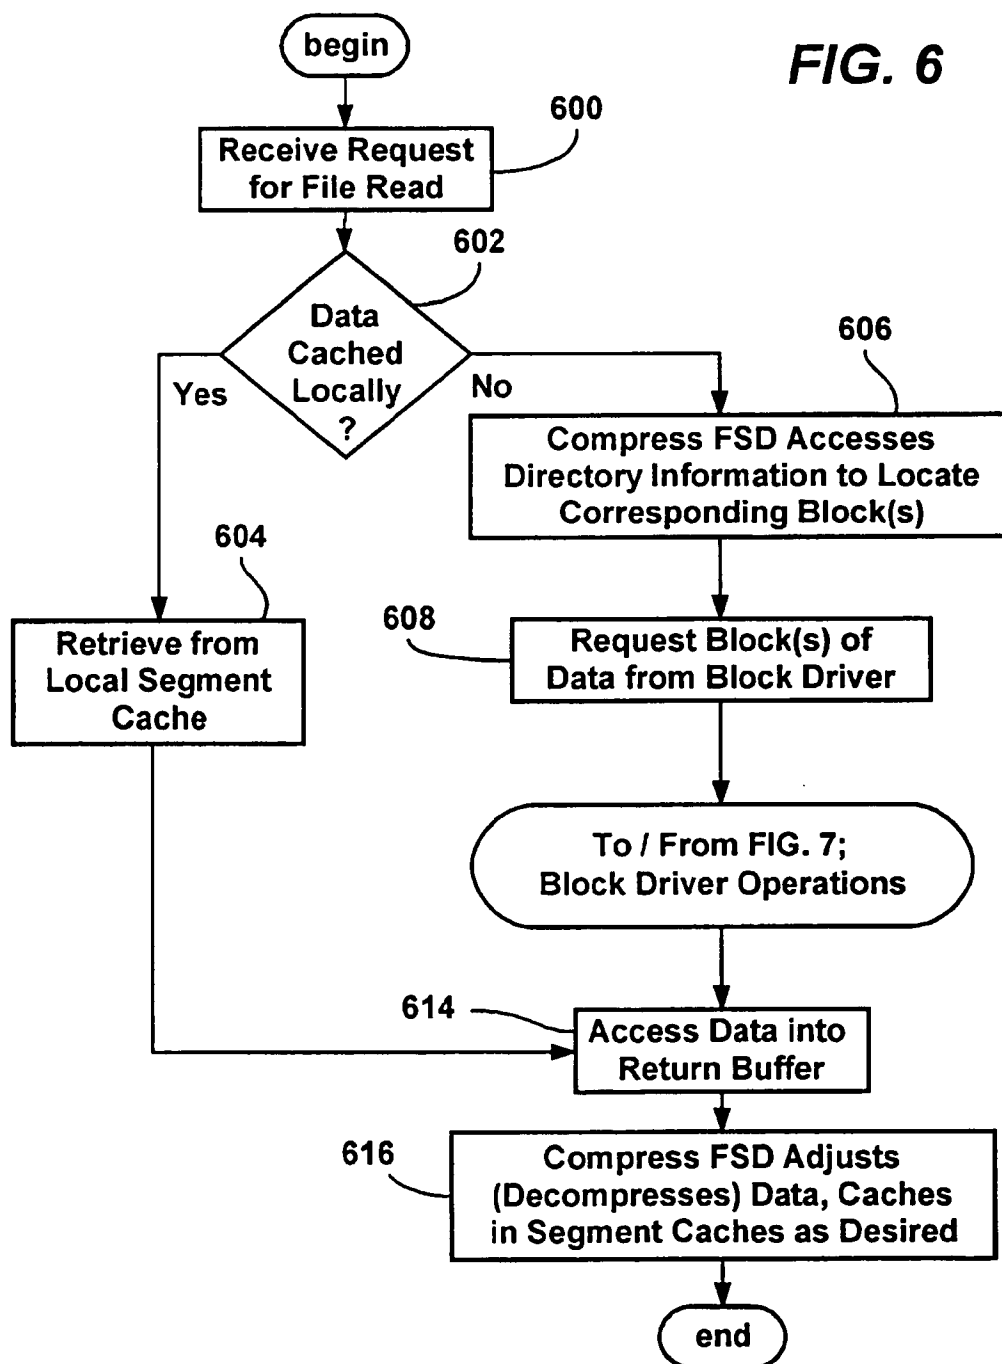 begin
FIG. 6
600
Receive Request
for File Read
602
Data
Cached
Locally
?
Yes
No
606
Compress FSD Accesses
Directory Information to Locate
Corresponding Block(s)
604
Retrieve from
Local Segment
Cache
608
Request Block(s) of
Data from Block Driver
To / From FIG. 7;
Block Driver Operations
614
Access Data into
Return Buffer
616
Compress FSD Adjusts
(Decompresses) Data, Caches
in Segment Caches as Desired
end